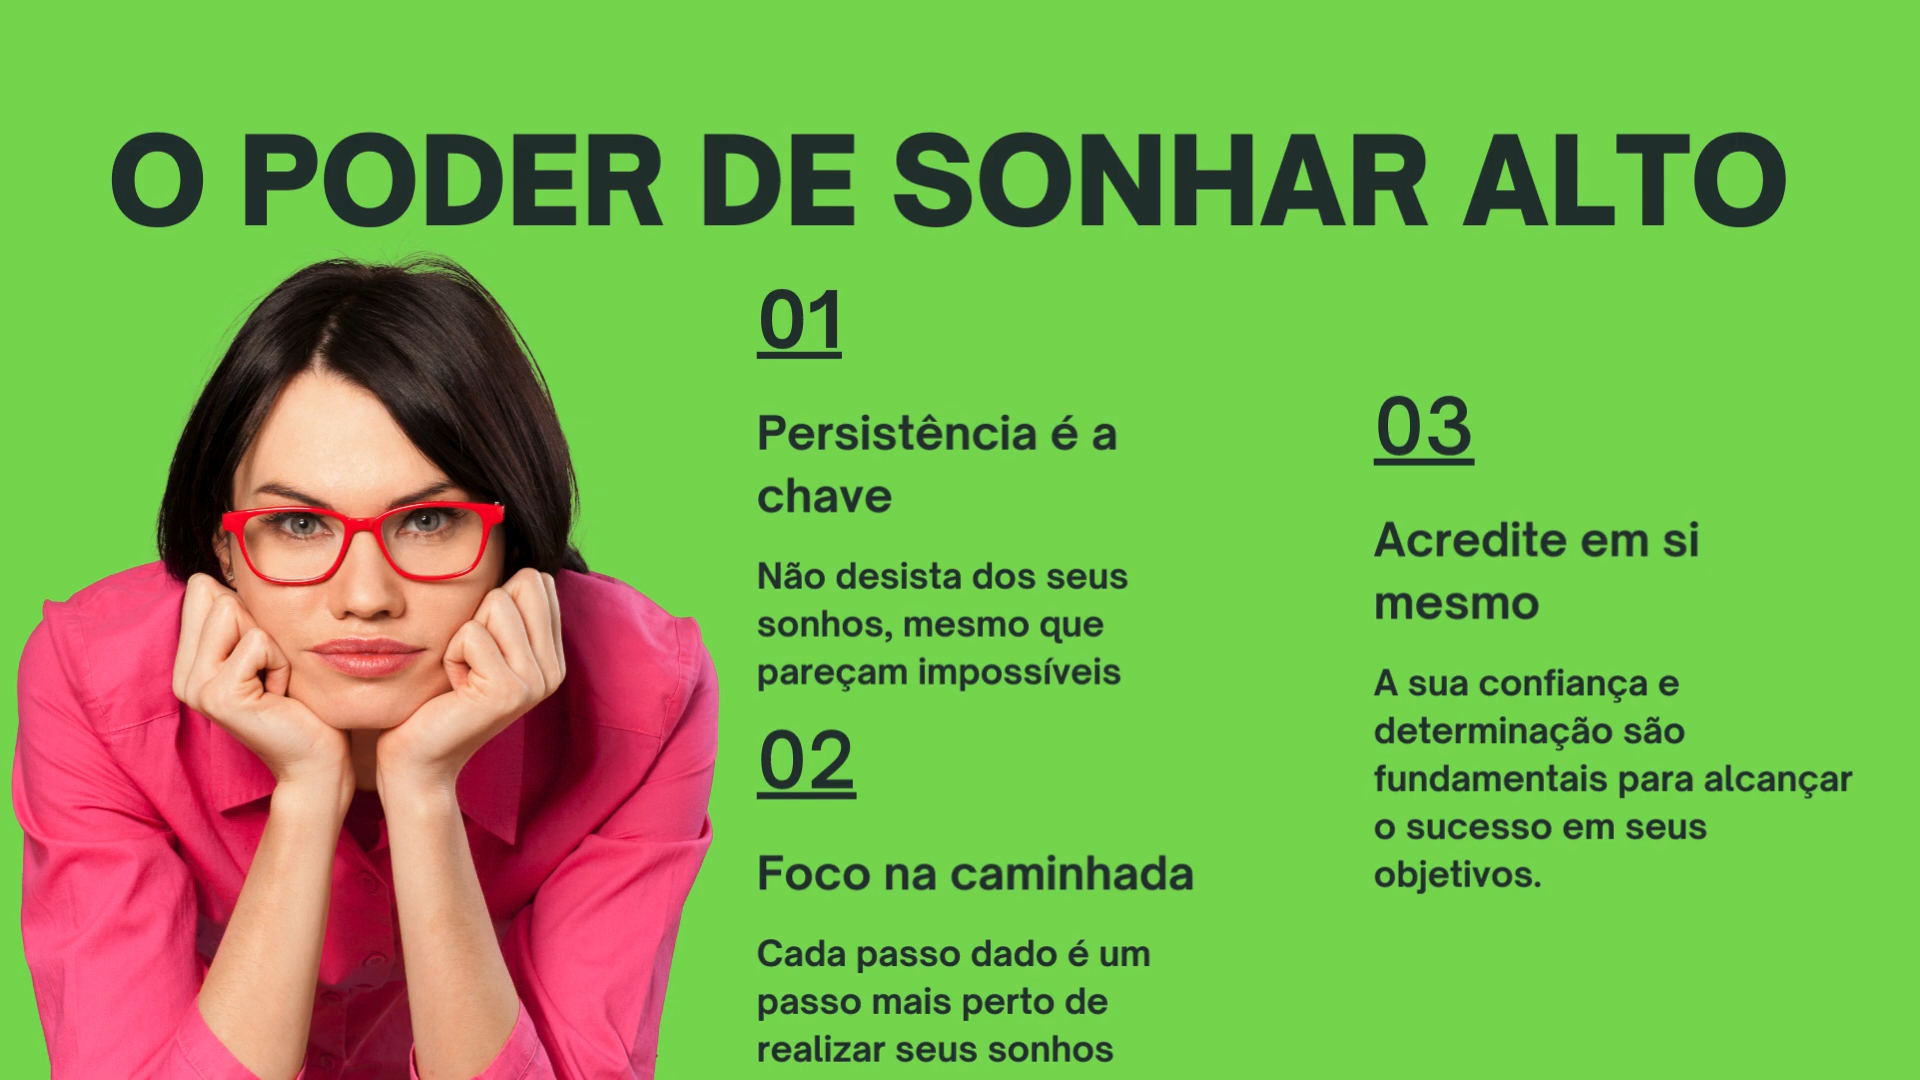 O PODER DE SONHAR ALTO
01
Persistência é a
chave
Não desista dos seus
sonhos, mesmo que
pareçam impossíveis
02
Foco na caminhada
Cada passo dado é um
passo mais perto de
realizar seus sonhos
03
Acredite em si
mesmo
A sua confiança e
determinação são
fundamentais para alcançar
o sucesso em seus
objetivos.